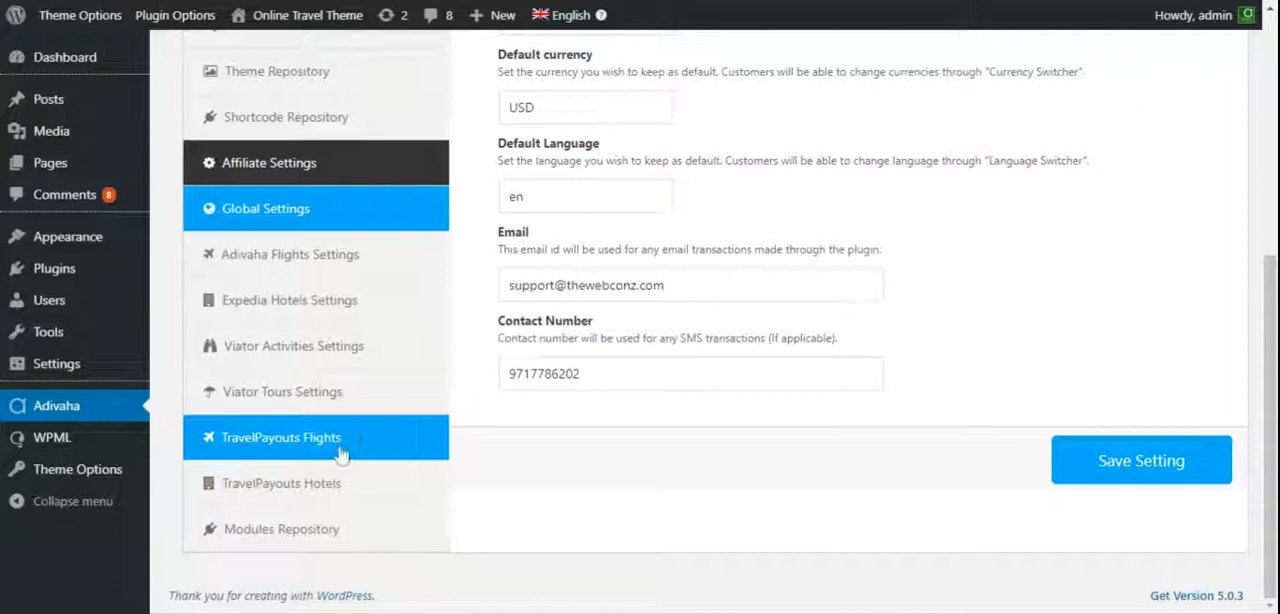 Theme Options Plugin Options Online Travel Theme 2 8 New English Howdy, admin
Dashboard
Posts
Media
Pages
Comments 8
Appearance
Plugins
Users
Tools
Settings
Adivaha
WPML
Theme Options
Collapse menu
Theme Repository
Shortcode Repository
Affiliate Settings
Global Settings
Adivaha Flights Settings
Expedia Hotels Settings
Viator Activities Settings
Viator Tours Settings
TravelPayouts Flights
TravelPayouts Hotels
Modules Repository
Default currency
Set the currency you wish to keep as default, Customers will be able to change currencies through "Currency Switcher".
USD
Default Language
Set the language you wish to keep as default, Customers will be able to change language through "Language Switcher".
en
Email
This email id will be used for any email transactions made through the plugin.
support@thewebconz.com
Contact Number
Contact number will be used for any SMS transactions (If applicable).
9717786202
Save Setting
Thank you for creating with WordPress.
Get Version 5.0.3